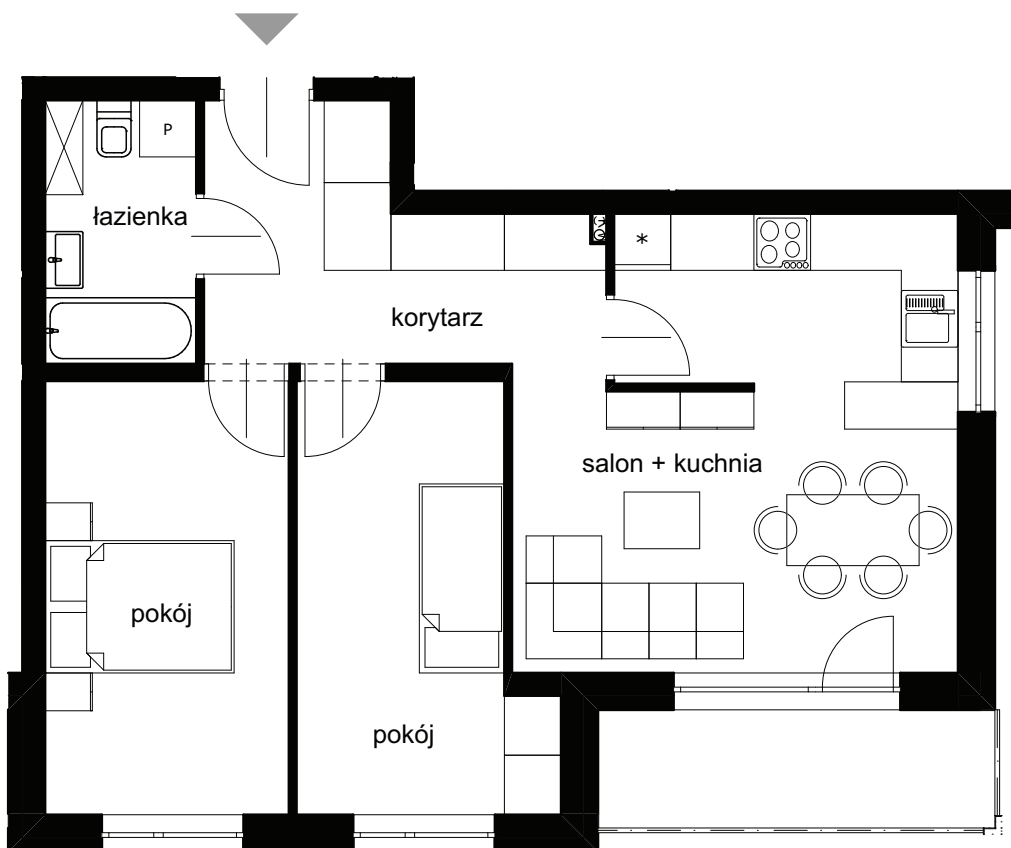 P
łazienka
*
korytarz
salon + kuchnia
pokój
pokój